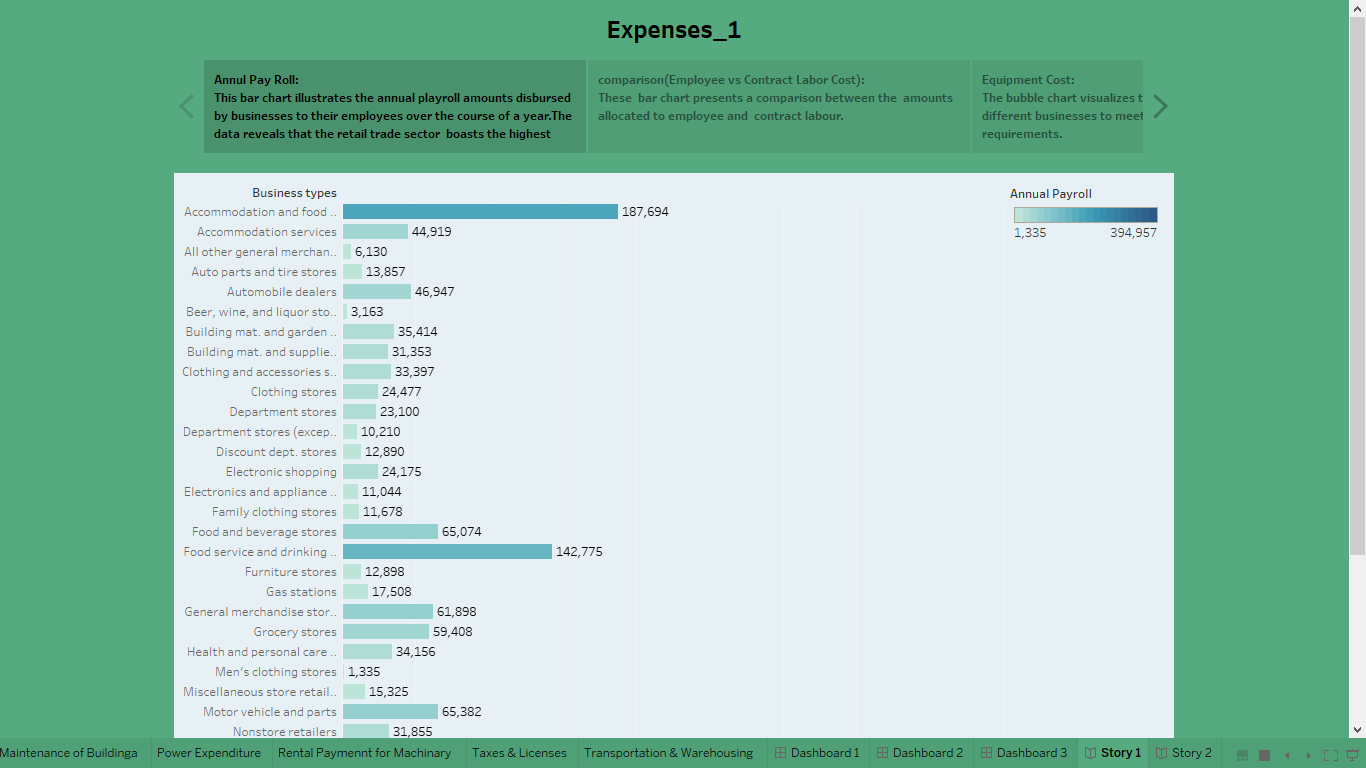 Expenses_1
Annul Pay Roll:
This bar chart illustrates the annual playroll amounts disbursed
by businesses to their employees over the course of a year.The
data reveals that the retail trade sector  boasts the highest
comparison(Employee vs Contract Labor Cost):
These  bar chart presents a comparison between the  amounts
allocated to employee and  contract labour.
Equipment Cost:
The bubble chart visualizes t
different businesses to meet
requirements.
Business types
Accommodation and food .. 187,694
Accommodation services 44,919
All other general merchan.. 6,130
Auto parts and tire stores 13,857
Automobile dealers 46,947
Beer, wine, and liquor sto.. 3,163
Building mat. and garden .. 35,414
Building mat. and supplie.. 31,353
Clothing and accessories s.. 33,397
Clothing stores 24,477
Department stores 23,100
Department stores (excep.. 10,210
Discount dept. stores 12,890
Electronic shopping 24,175
Electronics and appliance .. 11,044
Family clothing stores 11,678
Food and beverage stores 65,074
Food service and drinking .. 142,775
Furniture stores 12,898
Gas stations 17,508
General merchandise stor.. 61,898
Grocery stores 59,408
Health and personal care .. 34,156
Men's clothing stores 1,335
Miscellaneous store retail.. 15,325
Motor vehicle and parts 65,382
Nonstore retailers 31,855
Annual Payroll
1,335 394,957
Maintenance of Buildinga Power Expenditure Rental Paymennt for Machinary Taxes & Licenses Transportation & Warehousing Dashboard 1 Dashboard 2 Dashboard 3 Story 1 Story 2